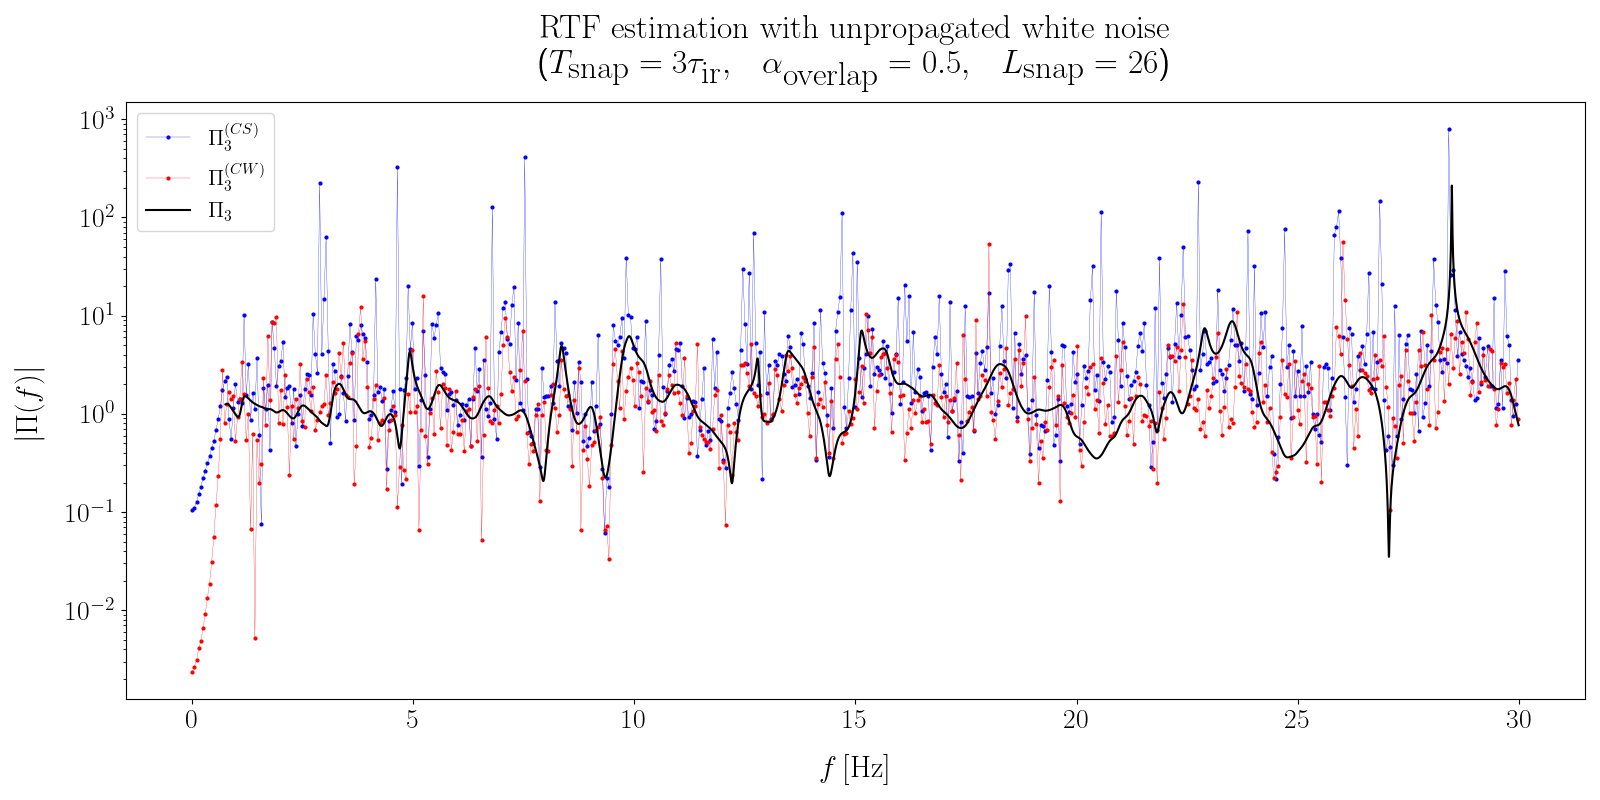 RTF estimation with unpropagated white noise
(T_snap = 3τ_ir, α_overlap = 0.5, L_snap = 26)
Π_3^(CS)
Π_3^(CW)
Π_3
|Π(f)|
10^3
10^2
10^1
10^0
10^-1
10^-2
0 5 10 15 20 25 30
f [Hz]